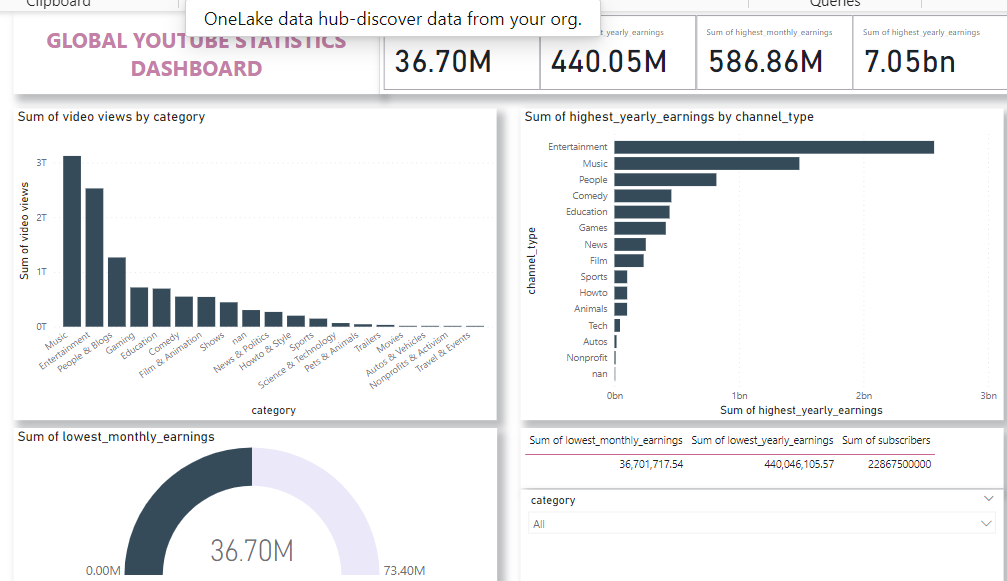 Clipboard
Queries
OneLake data hub-discover data from your org.
GLOBAL YOUTUBE STATISTICS
DASHBOARD
yearly_earnings
Sum of highest_monthly_earnings
Sum of highest_yearly_earnings
36.70M
440.05M
586.86M
7.05bn
Sum of video views by category
Sum of video views
3T
2T
1T
0T
Music
Entertainment
People & Blogs
Gaming
Education
Comedy
Film & Animation
Shows
nan
News & Politics
Howto & Style
Sports
Science & Technology
Pets & Animals
Trailers
Movies
Autos & Vehicles
Nonprofits & Activism
Travel & Events
category
Sum of highest_yearly_earnings by channel_type
channel_type
Entertainment
Music
People
Comedy
Education
Games
News
Film
Sports
Howto
Animals
Tech
Autos
Nonprofit
nan
0bn
1bn
2bn
3bn
Sum of highest_yearly_earnings
Sum of lowest_monthly_earnings
36.70M
0.00M
73.40M
Sum of lowest_monthly_earnings Sum of lowest_yearly_earnings Sum of subscribers
36,701,717.54 440,046,105.57 22867500000
category
All